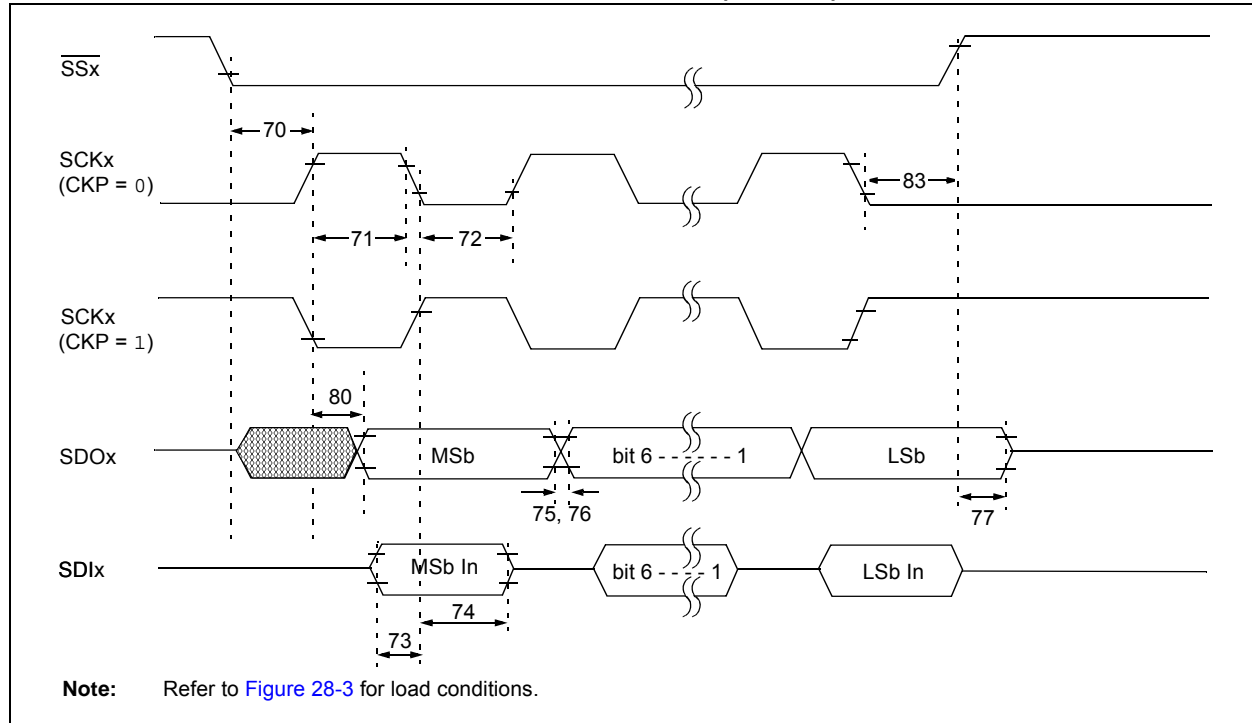 SSx
70
SCKx
(CKP = 0)
83
71
72
SCKx
(CKP = 1)
80
SDOx
MSb
bit 6 - - - - - - 1
LSb
75, 76
77
SDIx
MSb In
bit 6 - - - - 1
LSb In
74
73
Note: Refer to Figure 28-3 for load conditions.